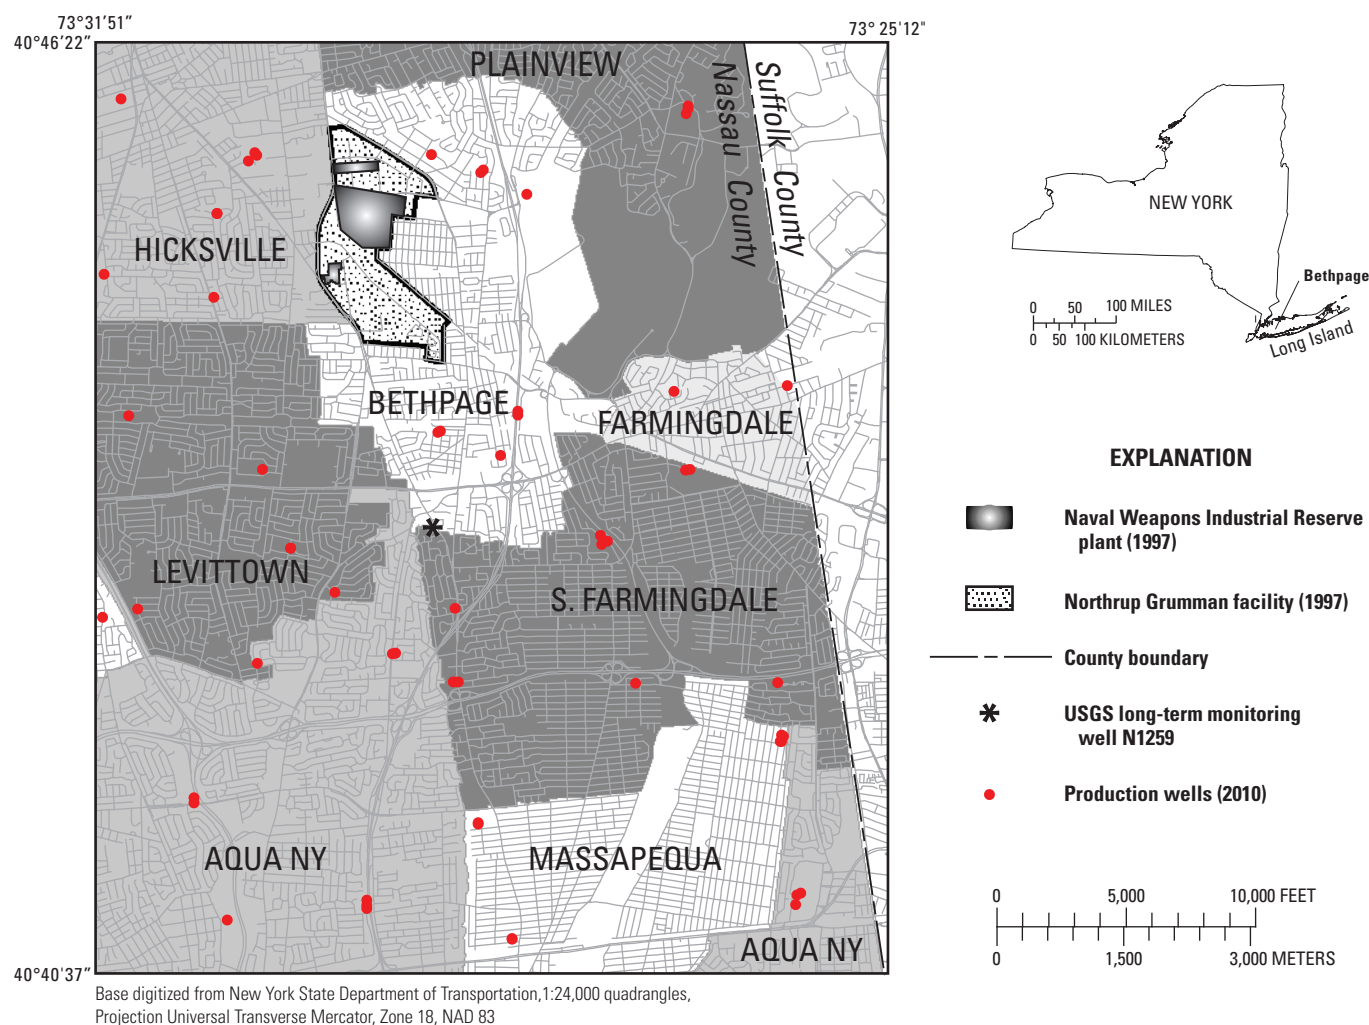 73°31’51”
73° 25'12"
40°46’22”
PLAINVIEW
Nassau County
Suffolk County
HICKSVILLE
BETHPAGE
FARMINGDALE
LEVITTOWN
S. FARMINGDALE
AQUA NY
MASSAPEQUA
AQUA NY
40°40’37”
Base digitized from New York State Department of Transportation,1:24,000 quadrangles,
Projection Universal Transverse Mercator, Zone 18, NAD 83
NEW YORK
Bethpage
Long Island
0 50 100 MILES
0 50 100 KILOMETERS
EXPLANATION
Naval Weapons Industrial Reserve
plant (1997)
Northrup Grumman facility (1997)
County boundary
USGS long-term monitoring
well N1259
Production wells (2010)
0 5,000 10,000 FEET
0 1,500 3,000 METERS